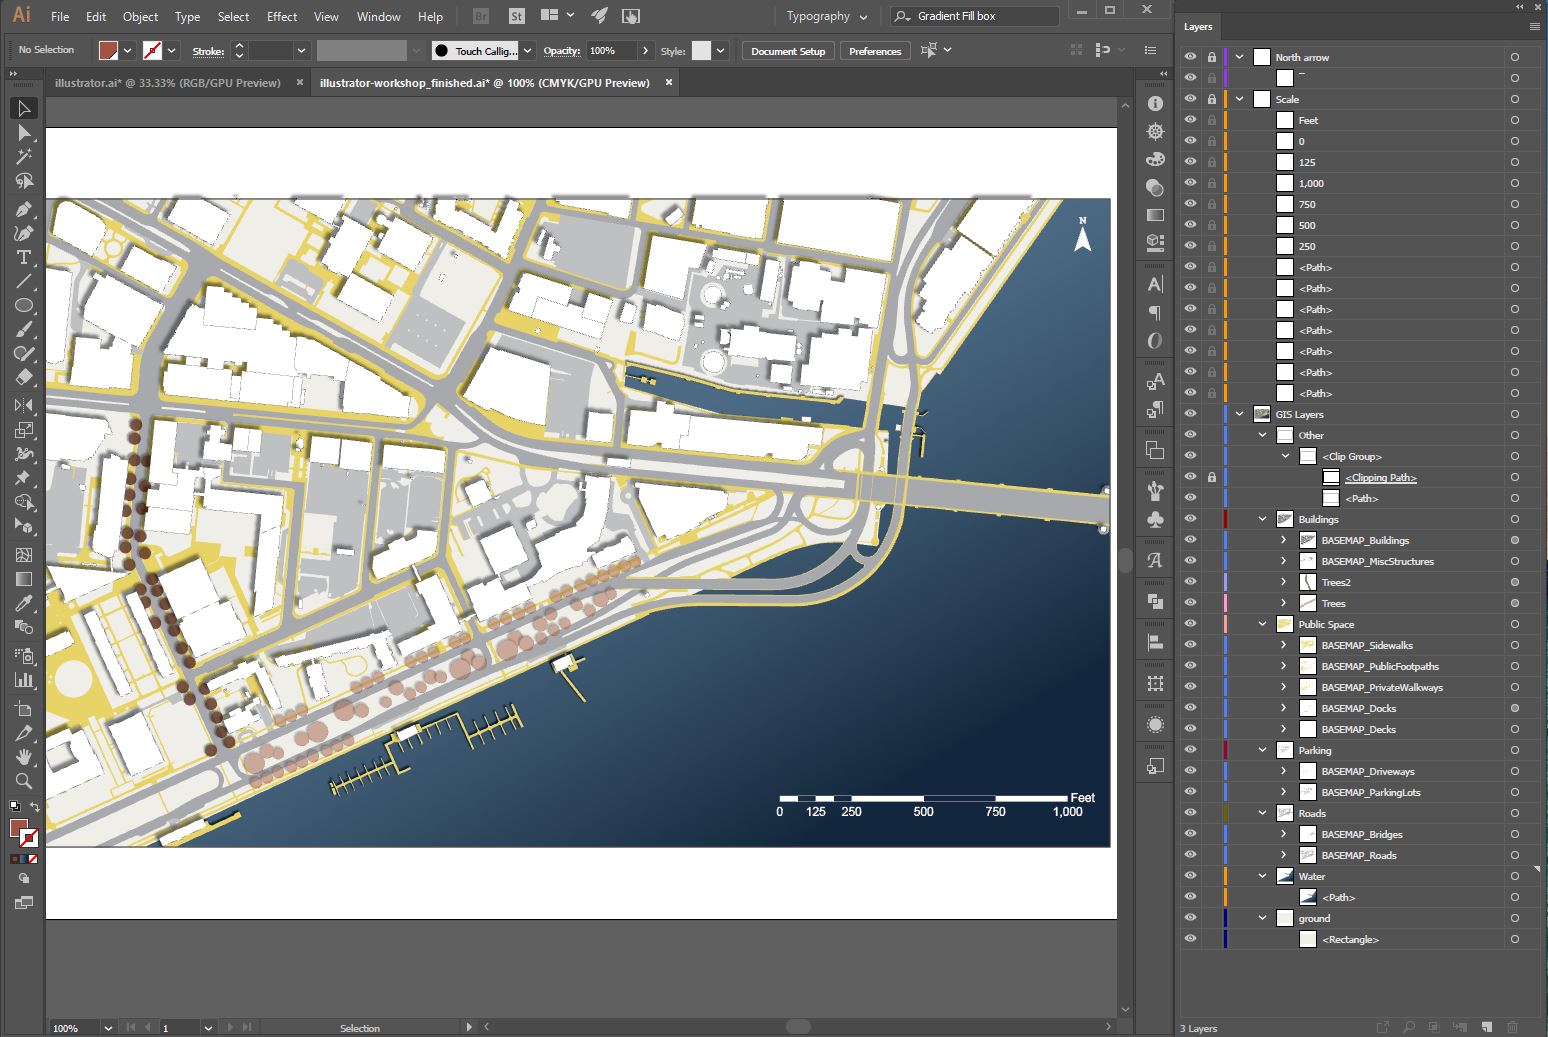 Ai File Edit Object Type Select Effect View Window Help Br St Typography Gradient Fill box
No Selection Stroke: Touch Callig... Opacity: 100% Style: Document Setup Preferences
illustrator.ai* @ 33.33% (RGB/GPU Preview) illustrator-workshop_finished.ai* @ 100% (CMYK/GPU Preview)
N
Feet
0 125 250 500 750 1,000
100% 1 Selection
Layers
North arrow
Scale
Feet
0
125
1,000
750
500
250
<Path>
<Path>
<Path>
<Path>
<Path>
<Path>
<Path>
GIS Layers
Other
<Clip Group>
<Clipping Path>
<Path>
Buildings
BASEMAP_Buildings
BASEMAP_MiscStructures
Trees2
Trees
Public Space
BASEMAP_Sidewalks
BASEMAP_PublicFootpaths
BASEMAP_PrivateWalkways
BASEMAP_Docks
BASEMAP_Decks
Parking
BASEMAP_Driveways
BASEMAP_ParkingLots
Roads
BASEMAP_Bridges
BASEMAP_Roads
Water
<Path>
ground
<Rectangle>
3 Layers